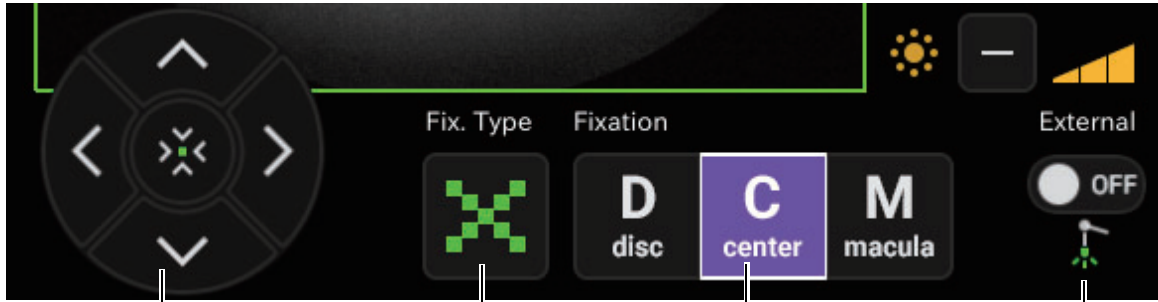 Fix. Type
Fixation
External
OFF
D
disc
C
center
M
macula